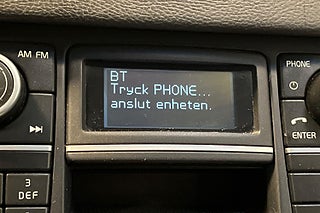 AM FM
PHONE
BT
Tryck PHONE...
anslut enheten.
ENTER
3
DEF